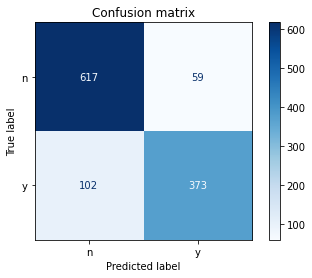 Confusion matrix
True label
n
617
59
y
102
373
n
y
Predicted label
600
500
400
300
200
100